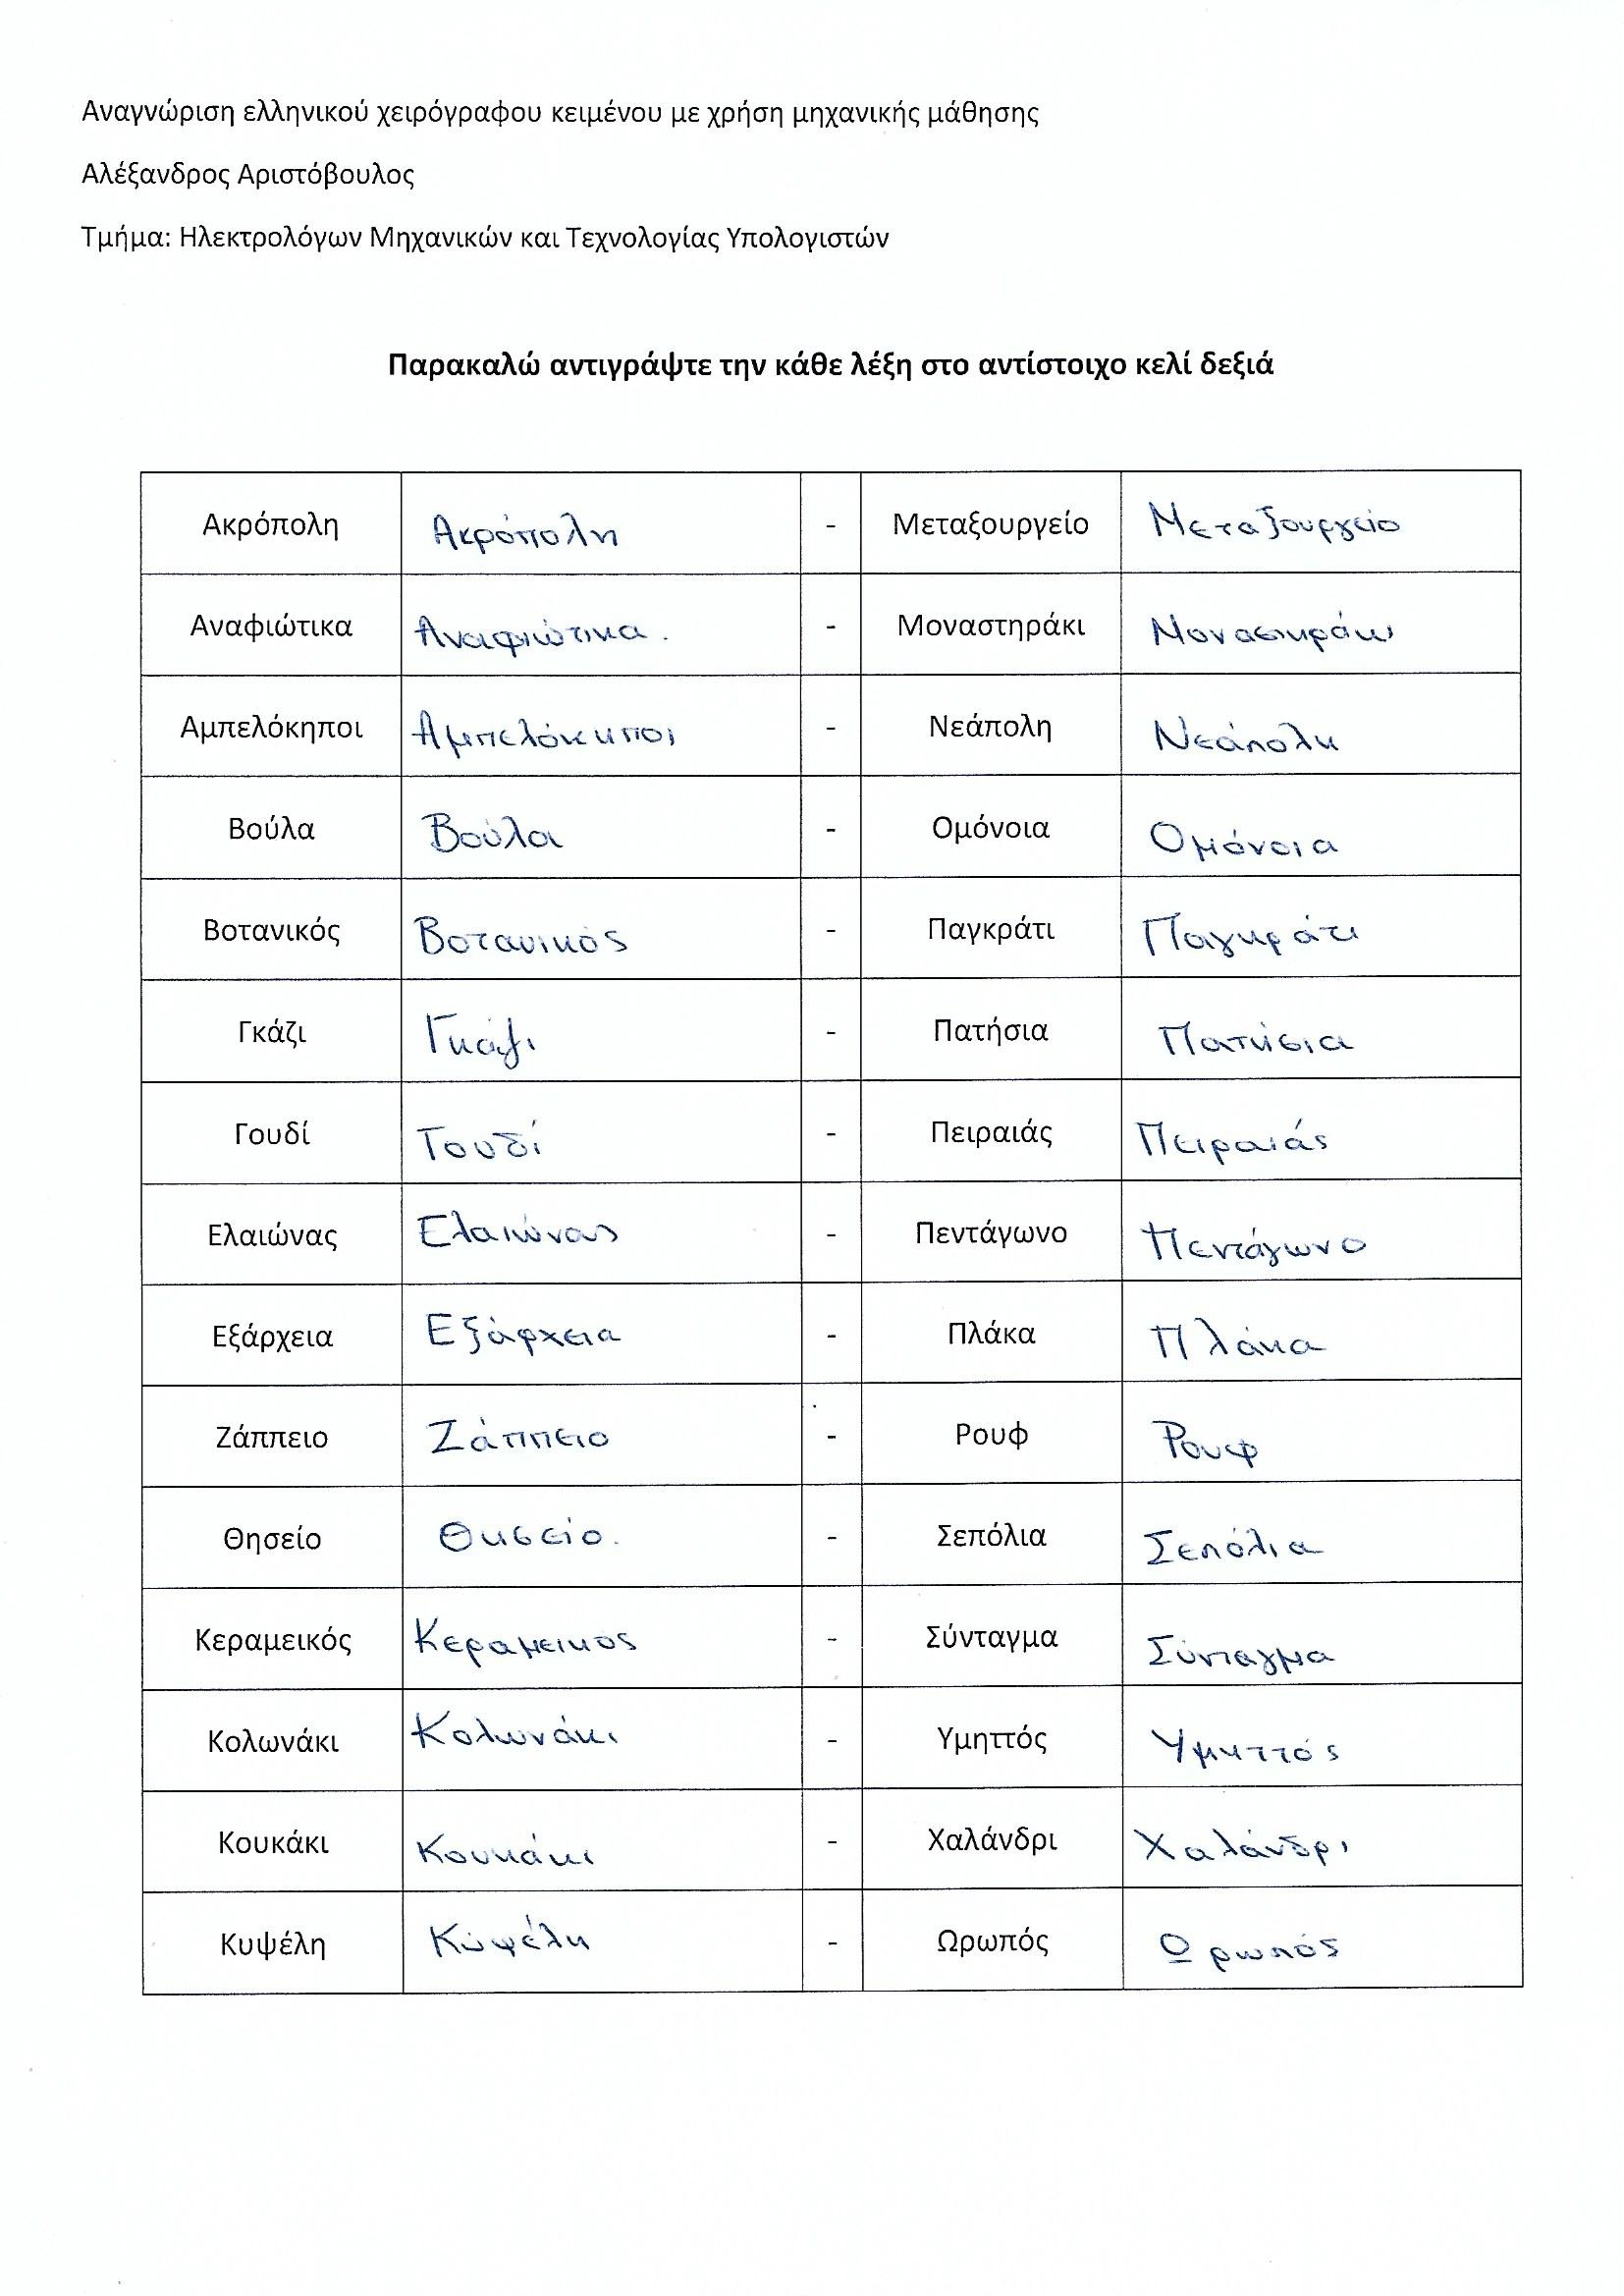 Αναγνώριση ελληνικού χειρόγραφου κειμένου με χρήση μηχανικής μάθησης
Αλέξανδρος Αριστόβουλος
Τμήμα: Ηλεκτρολόγων Μηχανικών και Τεχνολογίας Υπολογιστών
Παρακαλώ αντιγράψτε την κάθε λέξη στο αντίστοιχο κελί δεξιά
Ακρόπολη Ακρόπολη - Μεταξουργείο Μεταξουργείο
Αναφιώτικα Αναφιώτικα. - Μοναστηράκι Μοναστηράκι
Αμπελόκηποι Αμπελόκηποι - Νεάπολη Νεάπολη
Βούλα Βούλα - Ομόνοια Ομόνοια
Βοτανικός Βοτανικός - Παγκράτι Παγκράτι
Γκάζι Γκάζι - Πατήσια Πατήσια
Γουδί Γουδί - Πειραιάς Πειραιάς
Ελαιώνας Ελαιώνας - Πεντάγωνο Πεντάγωνο
Εξάρχεια Εξάρχεια - Πλάκα Πλάκα
Ζάππειο Ζάππειο - Ρουφ Ρουφ
Θησείο Θησείο. - Σεπόλια Σεπόλια
Κεραμεικός Κεραμεικος - Σύνταγμα Σύνταγμα
Κολωνάκι Κολωνάκι - Υμηττός Υμηττός
Κουκάκι Κουκάκι - Χαλάνδρι Χαλάνδρι
Κυψέλη Κυψέλη - Ωρωπός Ωρωπός